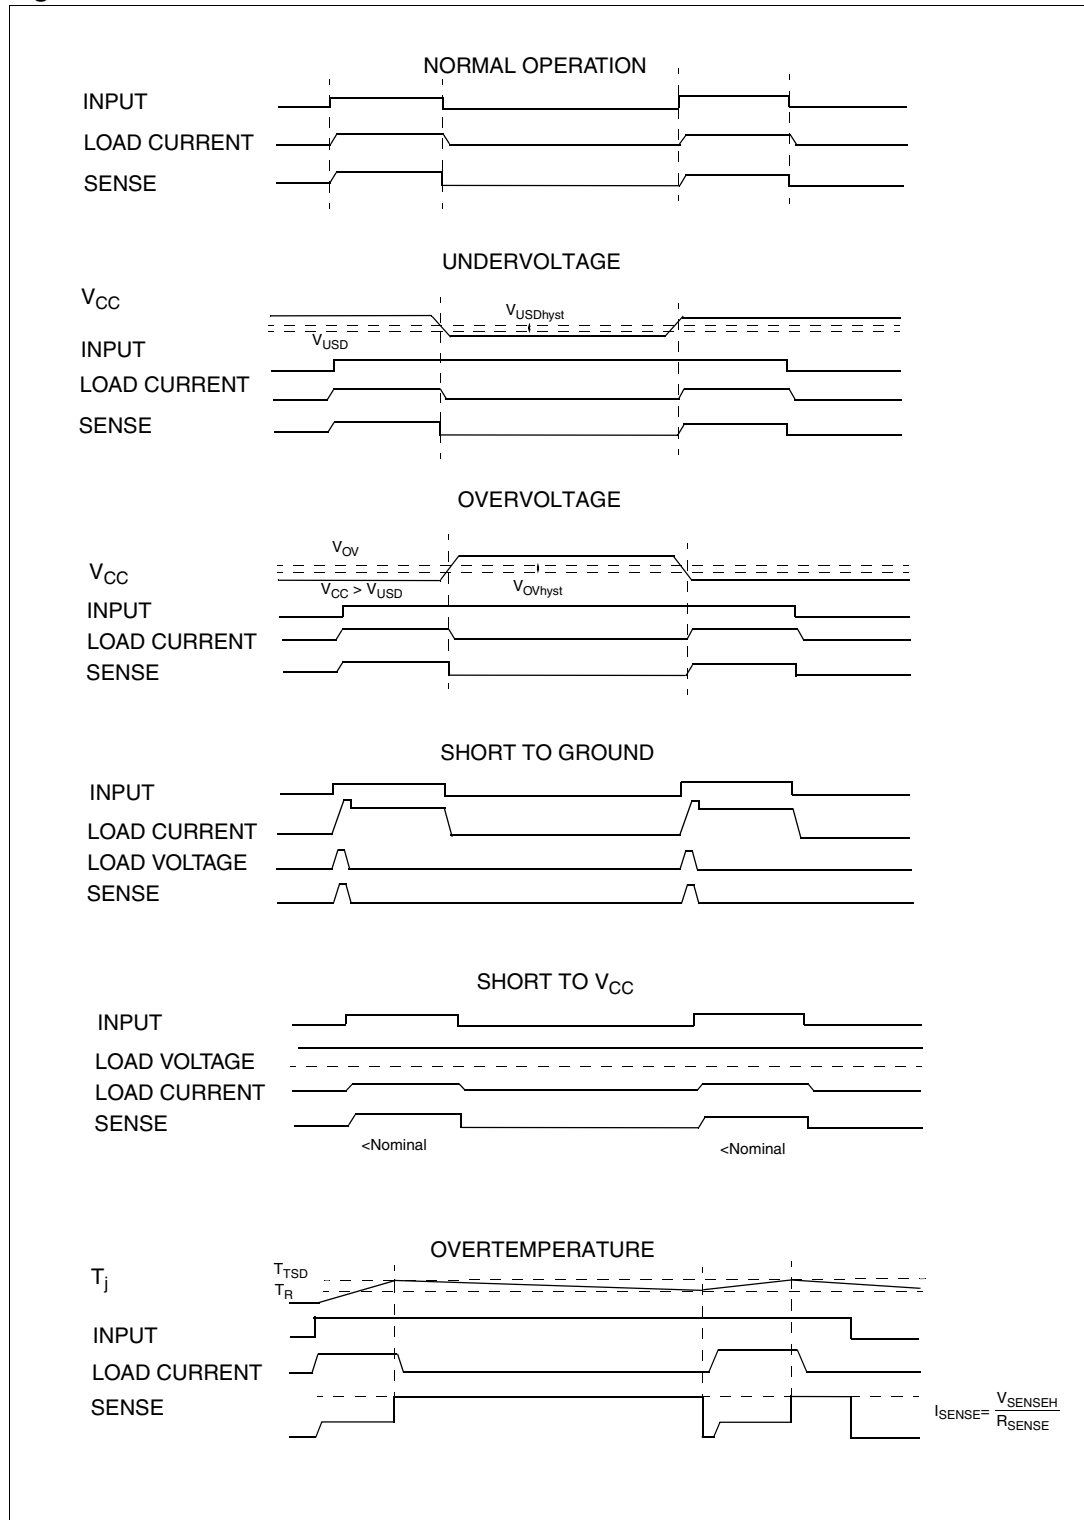 NORMAL OPERATION
INPUT
LOAD CURRENT
SENSE
UNDERVOLTAGE
VCC
VUSDhyst
VUSD
INPUT
LOAD CURRENT
SENSE
OVERVOLTAGE
VOV
VCC
VCC > VUSD
VOVhyst
INPUT
LOAD CURRENT
SENSE
SHORT TO GROUND
INPUT
LOAD CURRENT
LOAD VOLTAGE
SENSE
SHORT TO VCC
INPUT
LOAD VOLTAGE
LOAD CURRENT
SENSE
<Nominal
<Nominal
OVERTEMPERATURE
Tj
TTSD
TR
INPUT
LOAD CURRENT
SENSE
ISENSE= VSENSEH
RSENSE